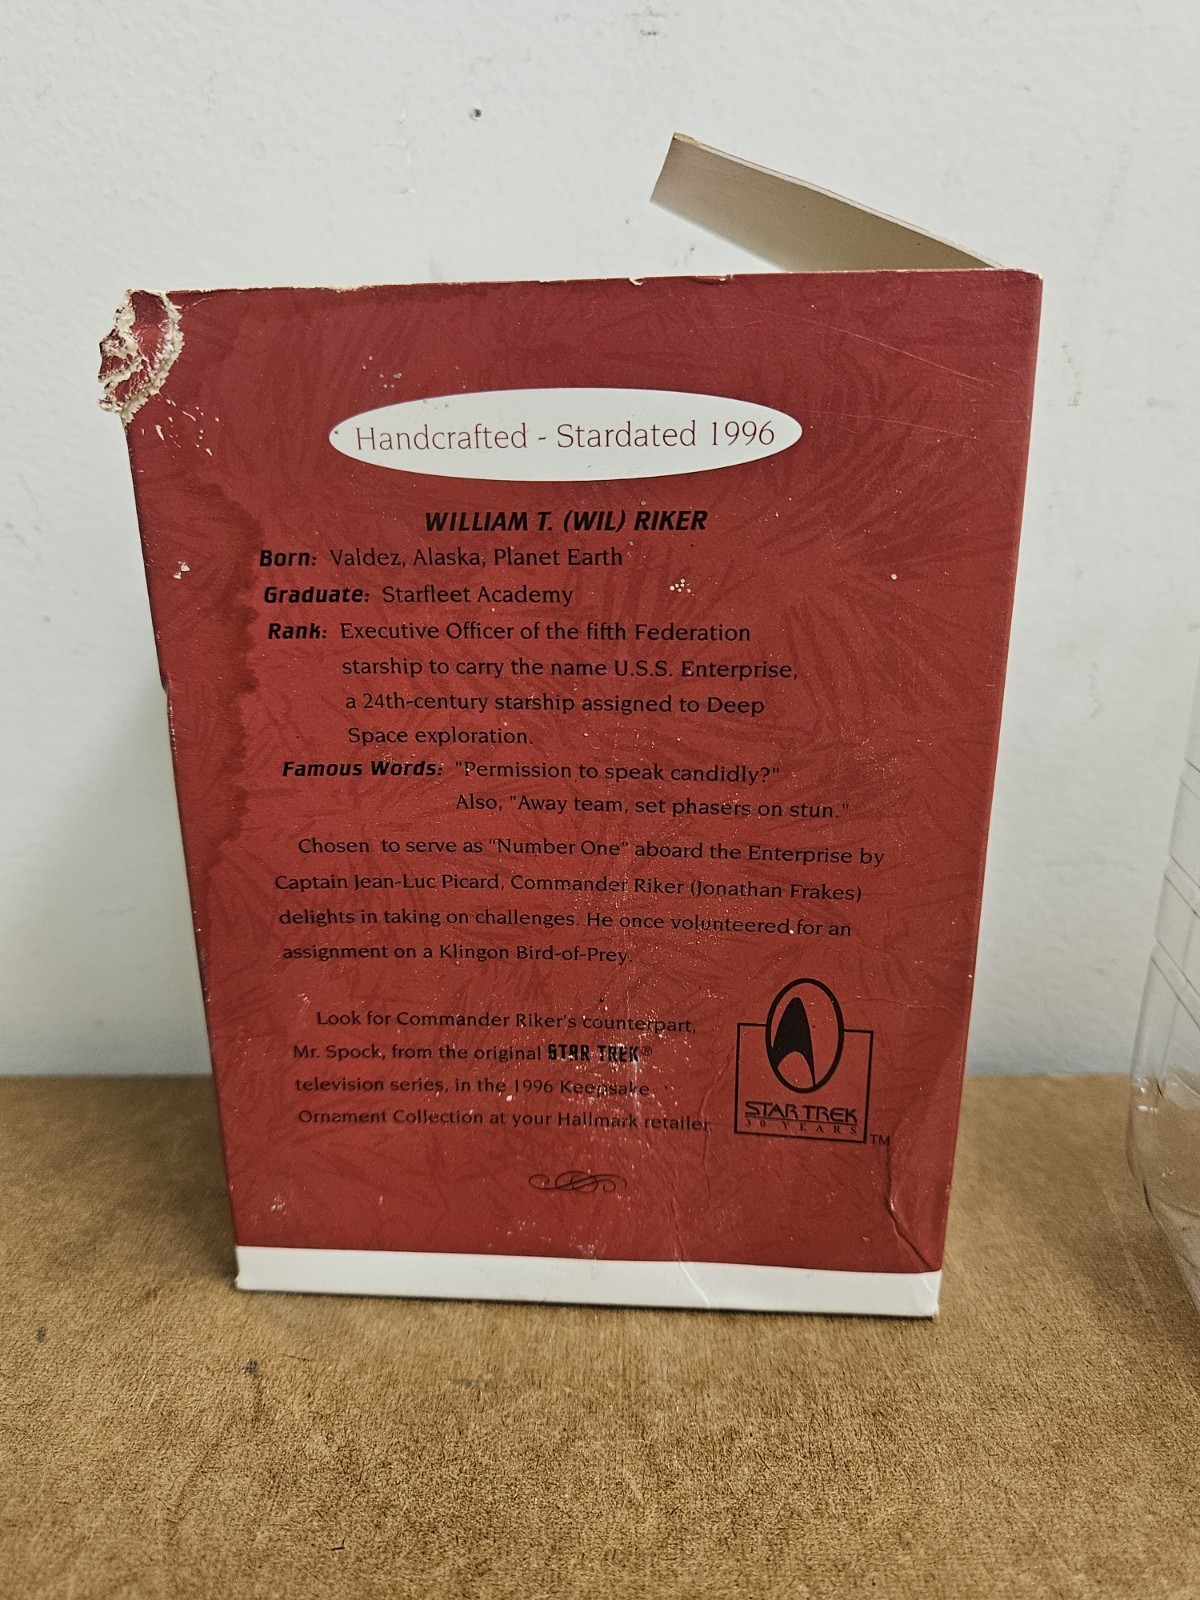 Handcrafted - Stardated 1996
WILLIAM T. (WIL) RIKER
Born: Valdez, Alaska, Planet Earth
Graduate: Starfleet Academy
Rank: Executive Officer of the fifth Federation
starship to carry the name U.S.S. Enterprise,
a 24th-century starship assigned to Deep
Space exploration.
Famous Words: "Permission to speak candidly?"
Also, "Away team, set phasers on stun."
Chosen to serve as "Number One" aboard the Enterprise by
Captain Jean-Luc Picard, Commander Riker (Jonathan Frakes)
delights in taking on challenges. He once volunteered for an
assignment on a Klingon Bird-of-Prey.
Look for Commander Riker's counterpart,
Mr. Spock, from the original STAR TREK®
television series, in the 1996 Keepsake
Ornament Collection at your Hallmark retailer.
STAR TREK
30 YEARS
TM